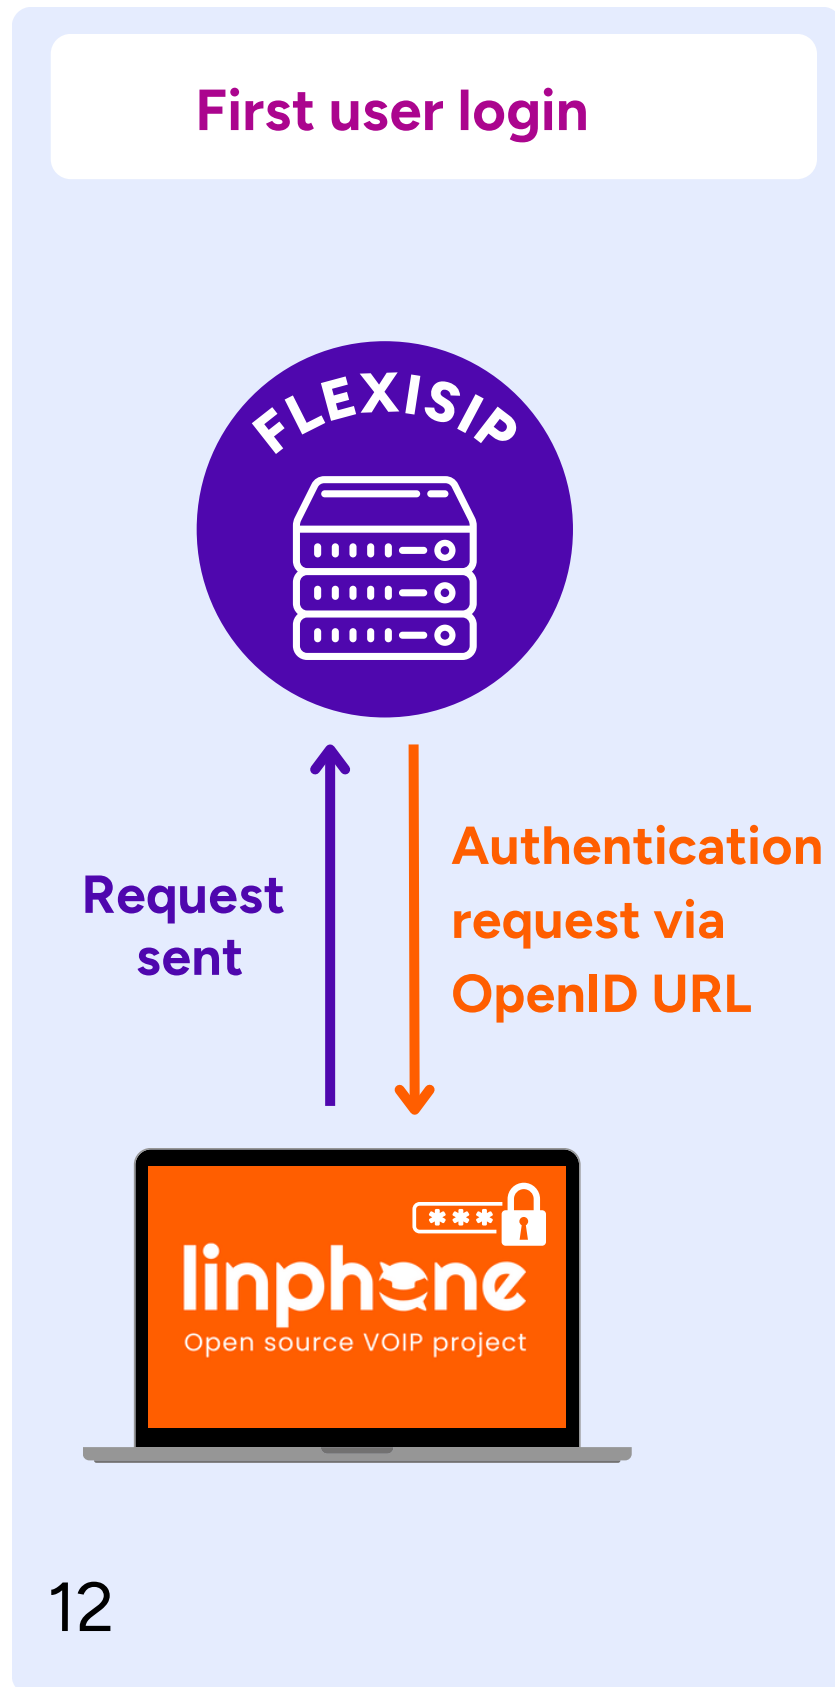 First user login
FLEXISIP
Request
sent
Authentication
request via
OpenID URL
***
linphone
Open source VOIP project
12